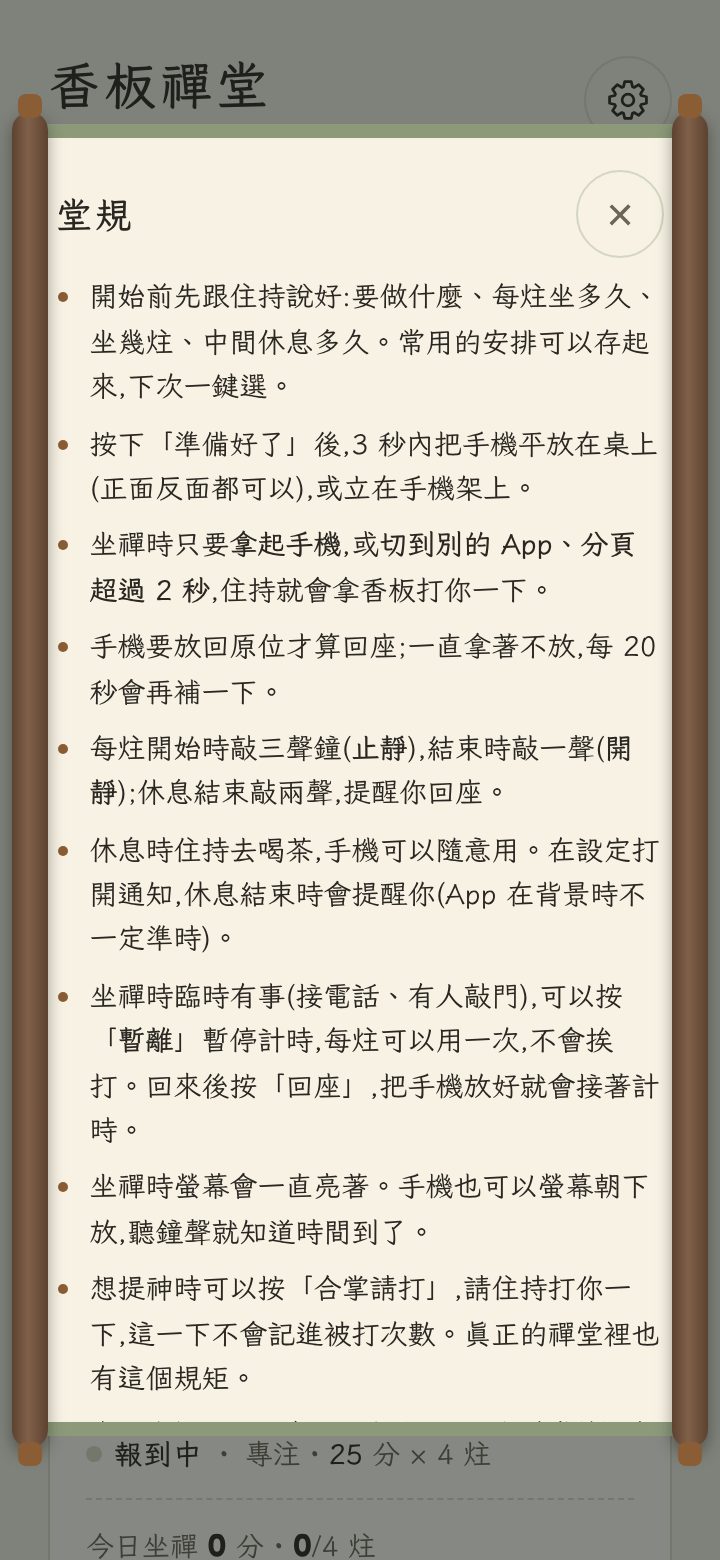 香板禪堂
堂規
開始前先跟住持說好:要做什麼、每炷坐多久、
坐幾炷、中間休息多久。常用的安排可以存起
來,下次一鍵選。
按下「準備好了」後,3 秒內把手機平放在桌上
(正面反面都可以),或立在手機架上。
坐禪時只要拿起手機,或切到別的 App、分頁
超過 2 秒,住持就會拿香板打你一下。
手機要放回原位才算回座;一直拿著不放,每 20
秒會再補一下。
每炷開始時敲三聲鐘(止靜),結束時敲一聲(開
靜);休息結束敲兩聲,提醒你回座。
休息時住持去喝茶,手機可以隨意用。在設定打
開通知,休息結束時會提醒你(App 在背景時不
一定準時)。
坐禪時臨時有事(接電話、有人敲門),可以按
「暫離」暫停計時,每炷可以用一次,不會挨
打。回來後按「回座」,把手機放好就會接著計
時。
坐禪時螢幕會一直亮著。手機也可以螢幕朝下
放,聽鐘聲就知道時間到了。
想提神時可以按「合掌請打」,請住持打你一
下,這一下不會記進被打次數。真正的禪堂裡也
有這個規矩。
報到中 · 專注 · 25 分 × 4 炷
今日坐禪 0 分 · 0/4 炷